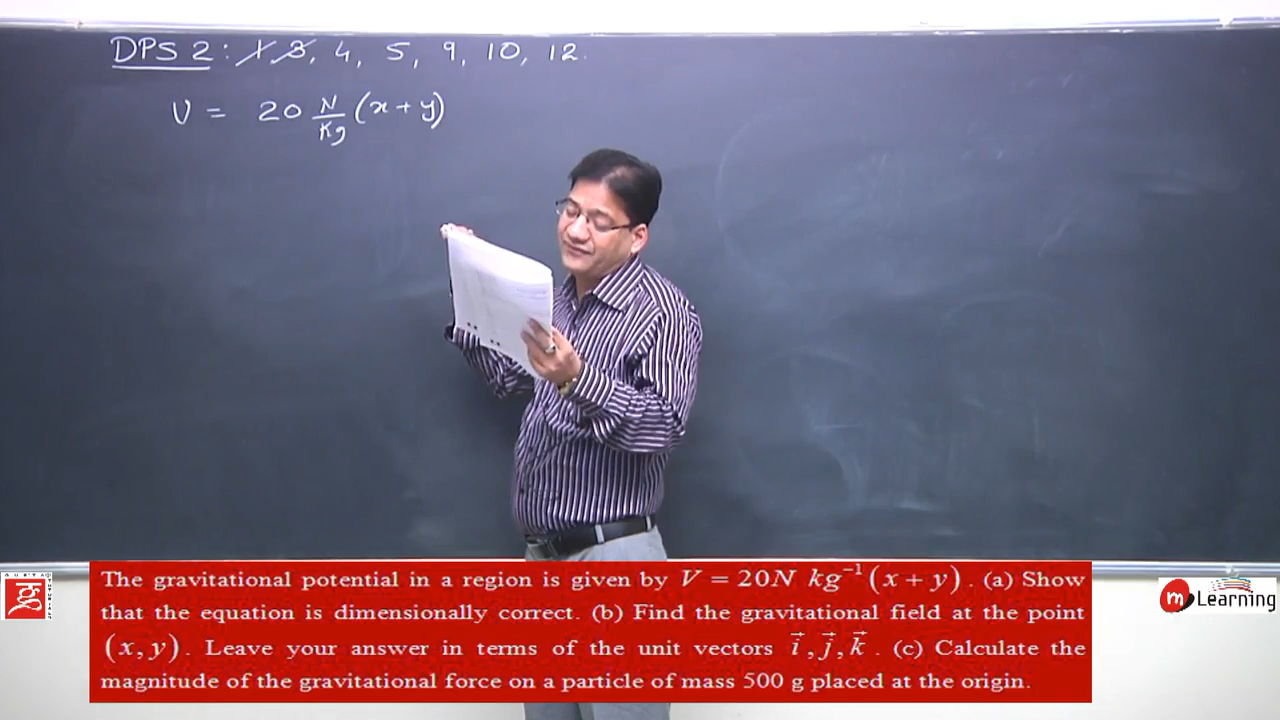 DPS 2 : 1, 3, 4, 5, 9, 10, 12.
V = 20 N/Kg (x + y)
The gravitational potential in a region is given by V = 20N kg⁻¹ (x + y). (a) Show
that the equation is dimensionally correct. (b) Find the gravitational field at the point
(x, y). Leave your answer in terms of the unit vectors i⃗, j⃗, k⃗. (c) Calculate the
magnitude of the gravitational force on a particle of mass 500 g placed at the origin.
GUPTA
m Learning